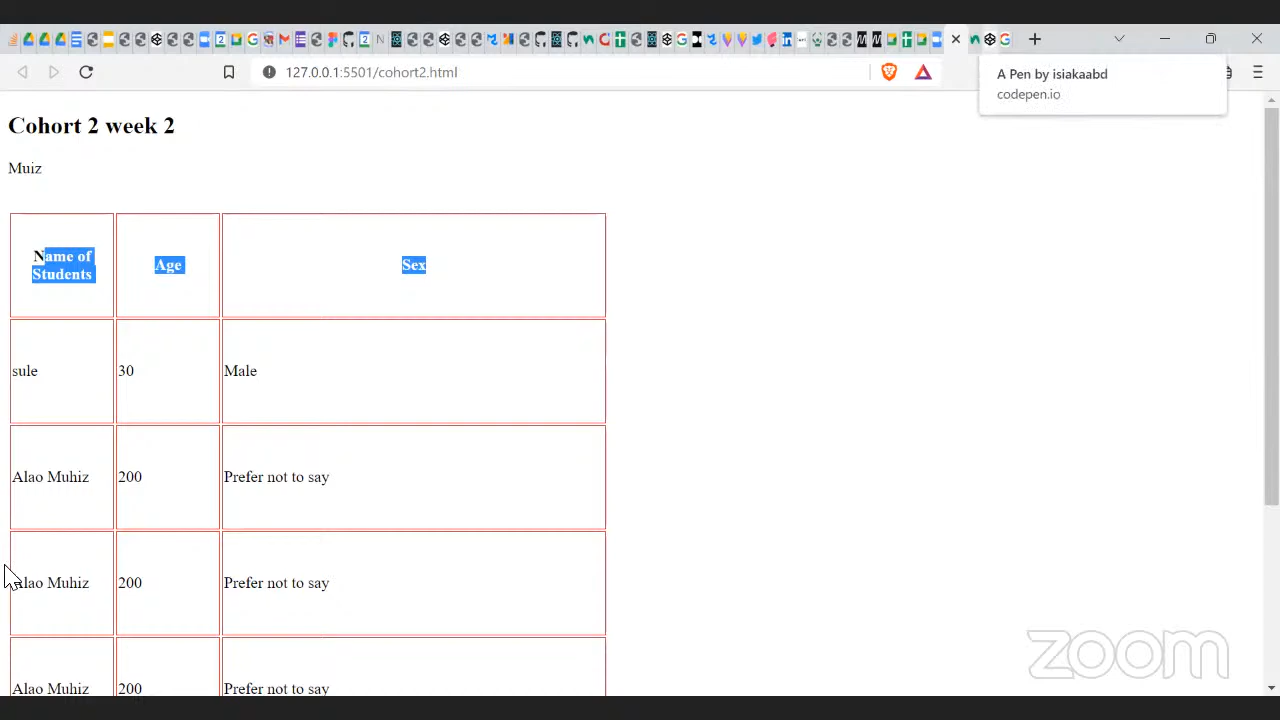 127.0.0.1:5501/cohort2.html
A Pen by isiakaabd
codepen.io
Cohort 2 week 2
Muiz
Name of
Students
Age
Sex
sule
30
Male
Alao Muhiz
200
Prefer not to say
Alao Muhiz
200
Prefer not to say
Alao Muhiz
200
Prefer not to say
zoom